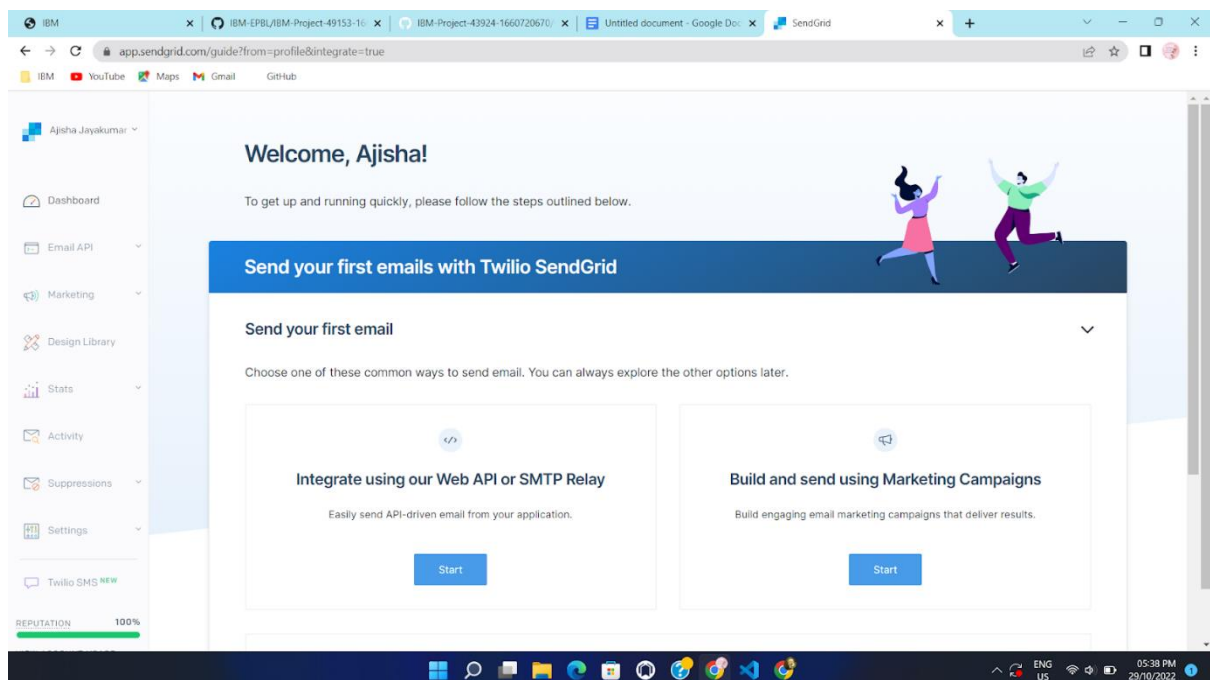 IBM
IBM-EPBL/IBM-Project-49153-16
IBM-Project-43924-1660720670/
Untitled document - Google Doc
SendGrid
app.sendgrid.com/guide?from=profile&integrate=true
IBM YouTube Maps Gmail GitHub
Ajisha Jayakumar
Welcome, Ajisha!
Dashboard
To get up and running quickly, please follow the steps outlined below.
Email API
Send your first emails with Twilio SendGrid
Marketing
Send your first email
Design Library
Choose one of these common ways to send email. You can always explore the other options later.
Stats
Activity
Integrate using our Web API or SMTP Relay
Build and send using Marketing Campaigns
Suppressions
Easily send API-driven email from your application.
Build engaging email marketing campaigns that deliver results.
Settings
Start
Start
Twilio SMS NEW
REPUTATION 100%
ENG
US
05:38 PM
29/10/2022
1